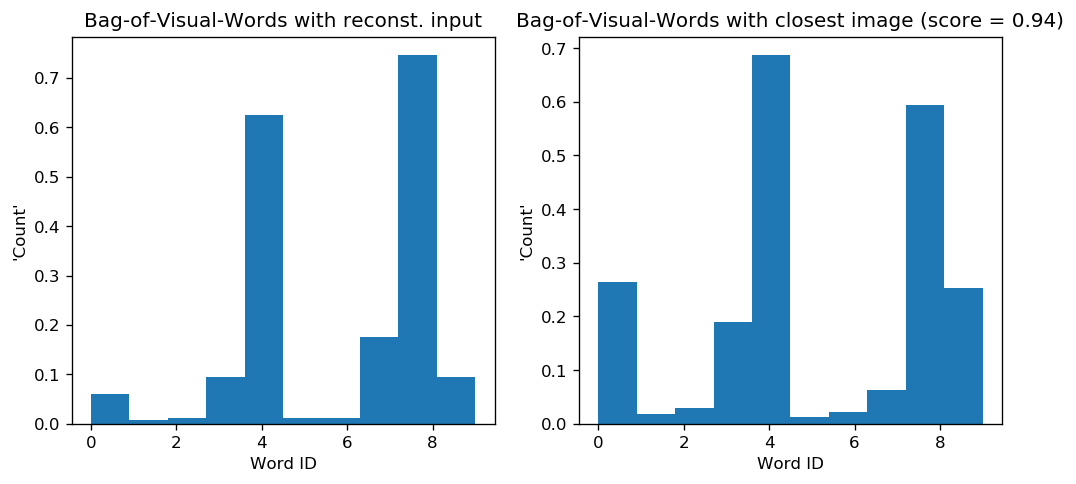 Bag-of-Visual-Words with reconst. input
'Count'
0.7
0.6
0.5
0.4
0.3
0.2
0.1
0.0
0 2 4 6 8
Word ID
Bag-of-Visual-Words with closest image (score = 0.94)
'Count'
0.7
0.6
0.5
0.4
0.3
0.2
0.1
0.0
0 2 4 6 8
Word ID